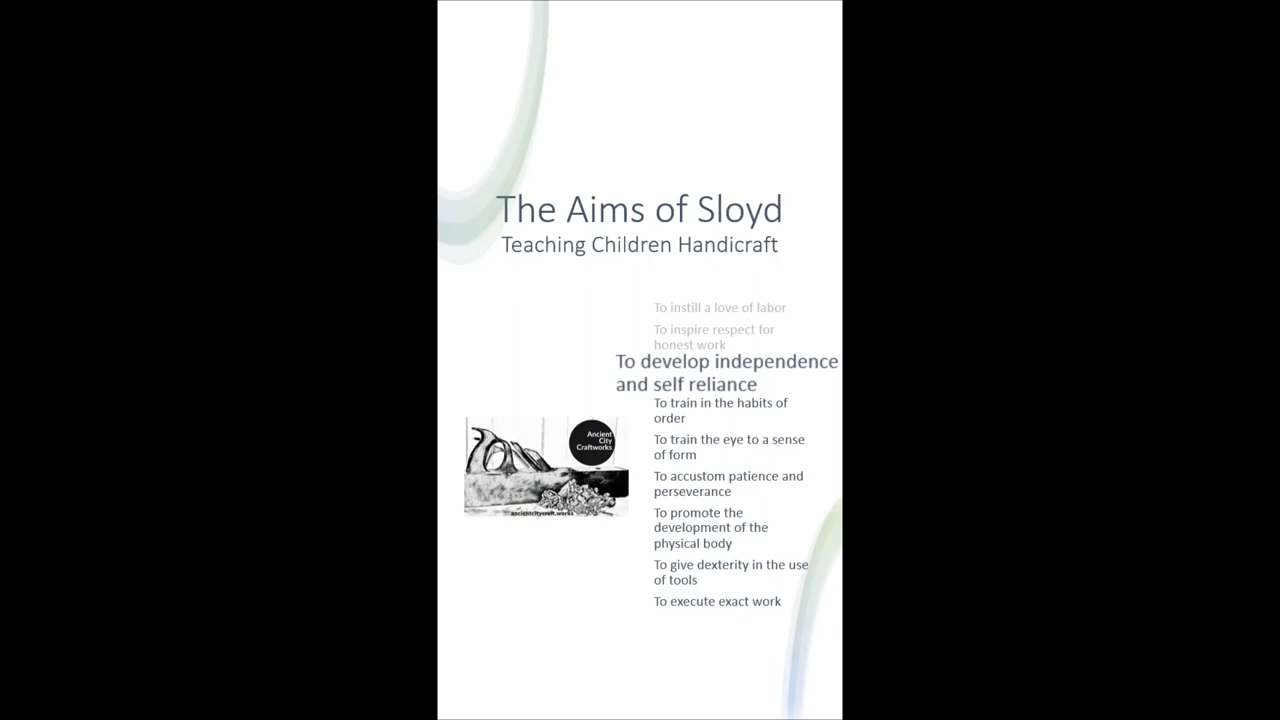 The Aims of Sloyd
Teaching Children Handicraft
To instill a love of labor
To inspire respect for
honest work
To develop independence
and self reliance
To train in the habits of
order
To train the eye to a sense
of form
To accustom patience and
perseverance
To promote the
development of the
physical body
To give dexterity in the use
of tools
To execute exact work
Ancient
City
Craftworks
ancientcitycraft.works